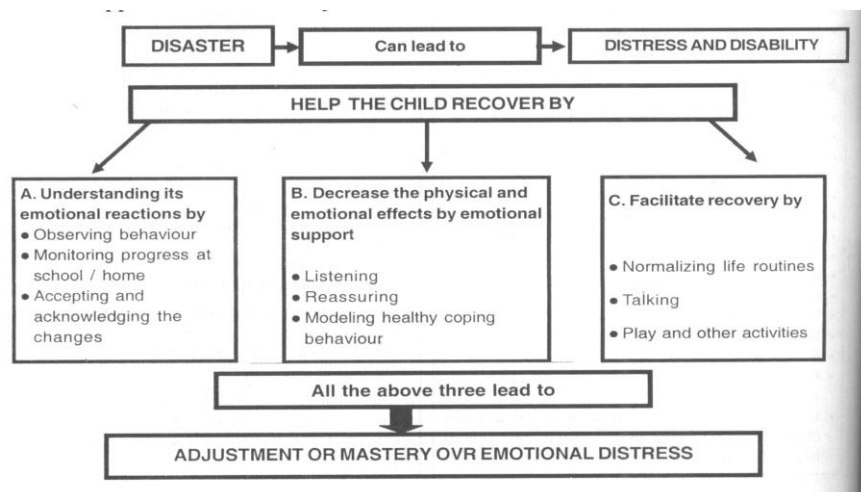 DISASTER
Can lead to
DISTRESS AND DISABILITY
HELP THE CHILD RECOVER BY
A. Understanding its
emotional reactions by
● Observing behaviour
● Monitoring progress at
school / home
● Accepting and
acknowledging the
changes
B. Decrease the physical and
emotional effects by emotional
support
● Listening
● Reassuring
● Modeling healthy coping
behaviour
C. Facilitate recovery by
● Normalizing life routines
● Talking
● Play and other activities
All the above three lead to
ADJUSTMENT OR MASTERY OVR EMOTIONAL DISTRESS